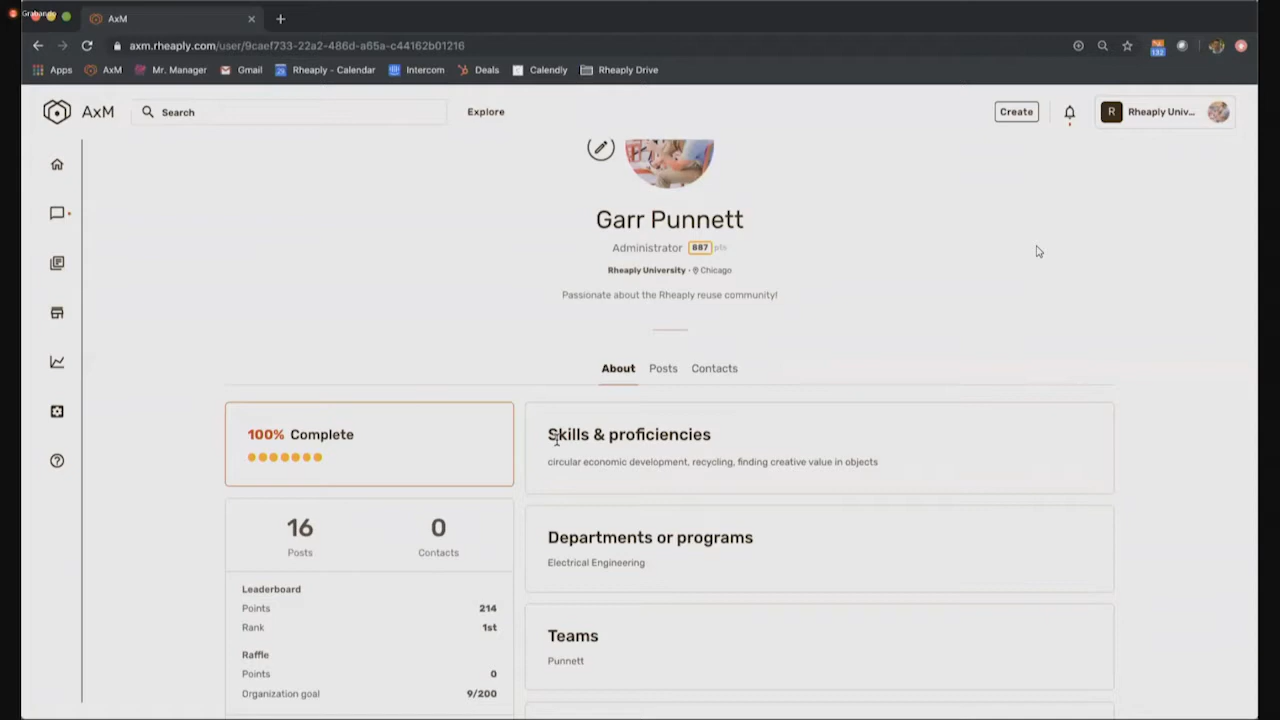 Grabando
AxM
axm.rheaply.com/user/9caef733-22a2-486d-a65a-c44162b01216
132
Apps AxM Mr. Manager Gmail Rheaply - Calendar Intercom Deals Calendly Rheaply Drive
AxM Search Explore Create R Rheaply Univ...
Garr Punnett
Administrator 887 pts
Rheaply University · Chicago
Passionate about the Rheaply reuse community!
About Posts Contacts
100% Complete
Skills & proficiencies
circular economic development, recycling, finding creative value in objects
16 0
Posts Contacts
Departments or programs
Electrical Engineering
Leaderboard
Points 214
Rank 1st
Teams
Punnett
Raffle
Points 0
Organization goal 9/200